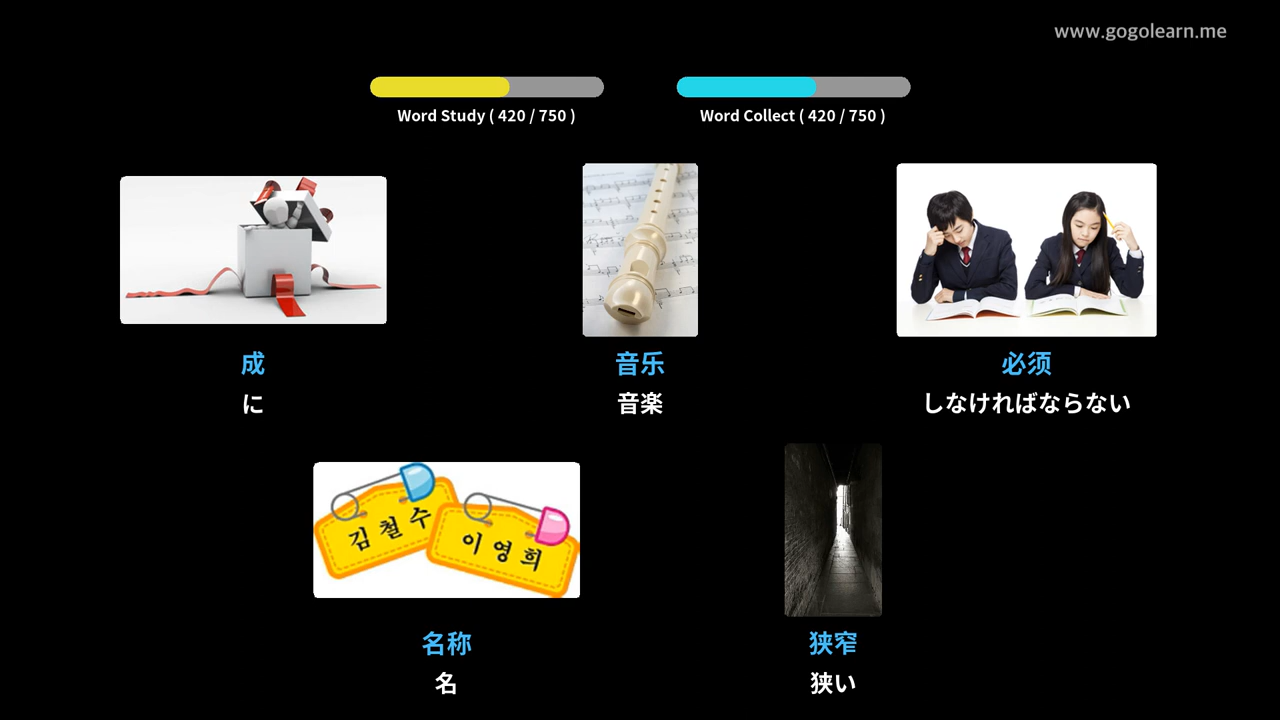 www.gogolearn.me
Word Study ( 420 / 750 )
Word Collect ( 420 / 750 )
成
に
音乐
音楽
必须
しなければならない
김철수
이영희
名称
名
狭窄
狭い